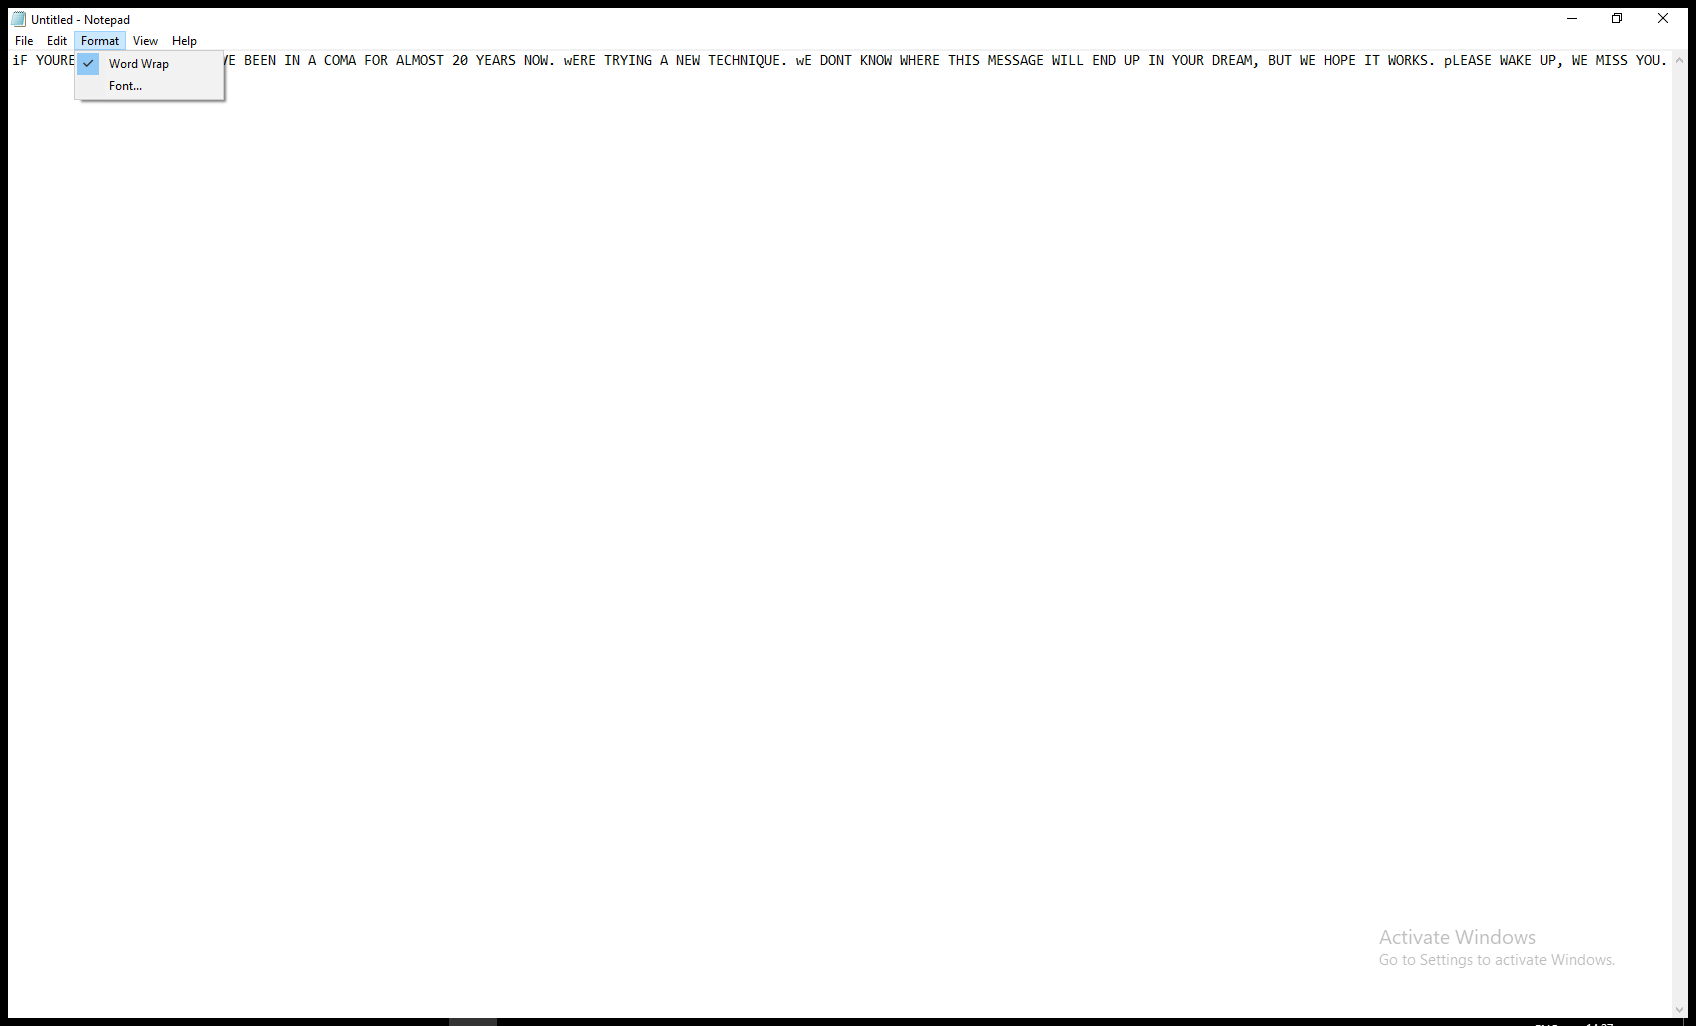 Untitled - Notepad
File Edit Format View Help
iF YOURE VE BEEN IN A COMA FOR ALMOST 20 YEARS NOW. wERE TRYING A NEW TECHNIQUE. wE DONT KNOW WHERE THIS MESSAGE WILL END UP IN YOUR DREAM, BUT WE HOPE IT WORKS. pLEASE WAKE UP, WE MISS YOU.
Word Wrap
Font...
Activate Windows
Go to Settings to activate Windows.